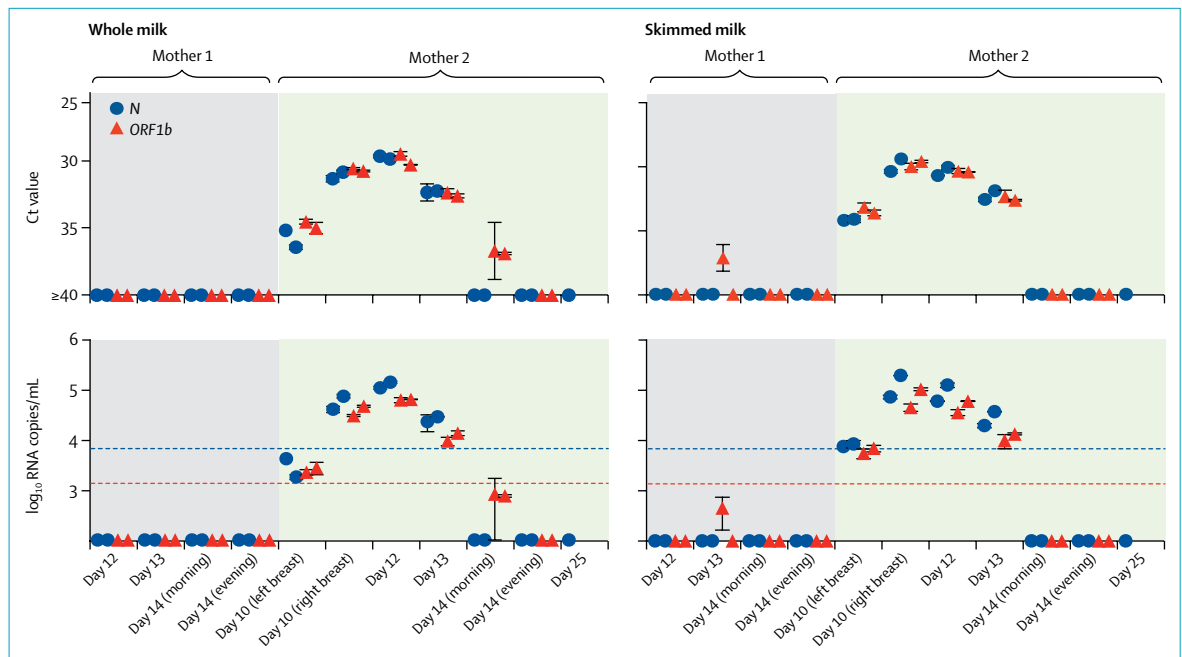 Whole milk
Skimmed milk
Mother 1
Mother 2
Mother 1
Mother 2
N
ORF1b
Ct value
25
30
35
≥40
log₁₀ RNA copies/mL
6
5
4
3
Day 12
Day 13
Day 14 (morning)
Day 14 (evening)
Day 10 (left breast)
Day 10 (right breast)
Day 12
Day 13
Day 14 (morning)
Day 14 (evening)
Day 25
Day 12
Day 13
Day 14 (morning)
Day 14 (evening)
Day 10 (left breast)
Day 10 (right breast)
Day 12
Day 13
Day 14 (morning)
Day 14 (evening)
Day 25